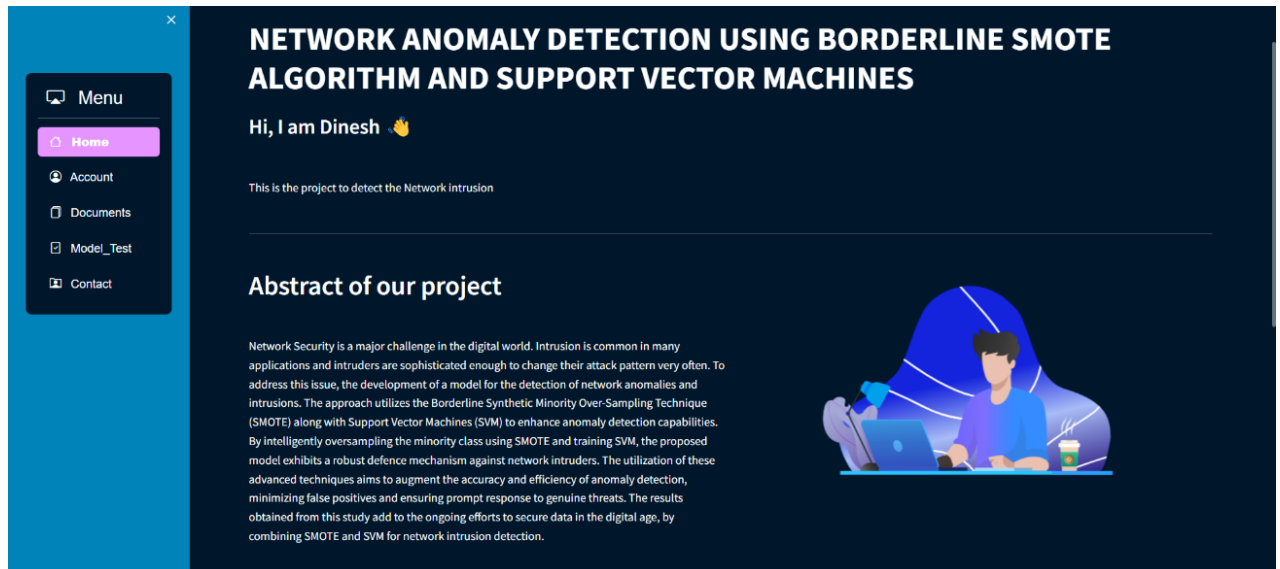 Menu
Home
Account
Documents
Model_Test
Contact
NETWORK ANOMALY DETECTION USING BORDERLINE SMOTE
ALGORITHM AND SUPPORT VECTOR MACHINES
Hi, I am Dinesh 👋
This is the project to detect the Network intrusion
Abstract of our project
Network Security is a major challenge in the digital world. Intrusion is common in many
applications and intruders are sophisticated enough to change their attack pattern very often. To
address this issue, the development of a model for the detection of network anomalies and
intrusions. The approach utilizes the Borderline Synthetic Minority Over-Sampling Technique
(SMOTE) along with Support Vector Machines (SVM) to enhance anomaly detection capabilities.
By intelligently oversampling the minority class using SMOTE and training SVM, the proposed
model exhibits a robust defence mechanism against network intruders. The utilization of these
advanced techniques aims to augment the accuracy and efficiency of anomaly detection,
minimizing false positives and ensuring prompt response to genuine threats. The results
obtained from this study add to the ongoing efforts to secure data in the digital age, by
combining SMOTE and SVM for network intrusion detection.